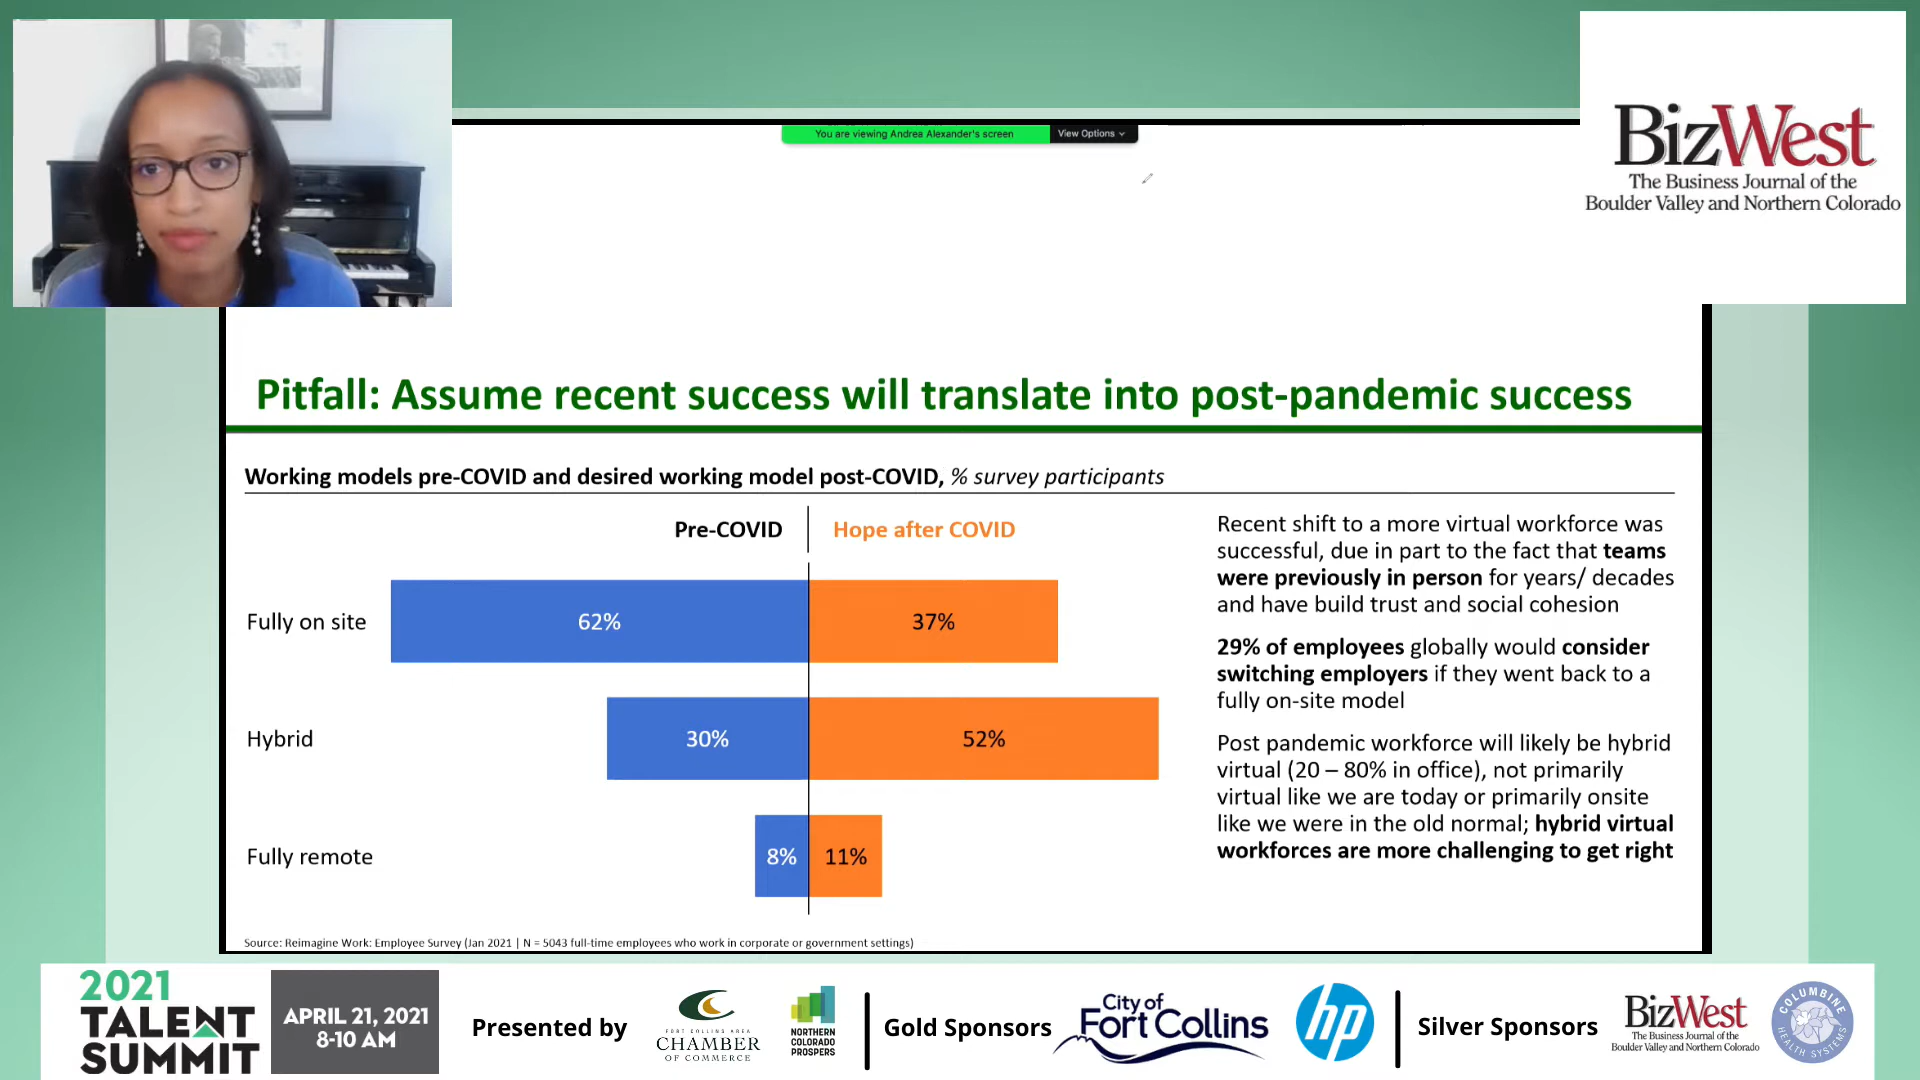 You are viewing Andrea Alexander's screen
View Options
BizWest
The Business Journal of the
Boulder Valley and Northern Colorado
Pitfall: Assume recent success will translate into post-pandemic success
Working models pre-COVID and desired working model post-COVID, % survey participants
Pre-COVID
Hope after COVID
Fully on site
62%
37%
Hybrid
30%
52%
Fully remote
8%
11%
Recent shift to a more virtual workforce was
successful, due in part to the fact that teams
were previously in person for years/ decades
and have build trust and social cohesion
29% of employees globally would consider
switching employers if they went back to a
fully on-site model
Post pandemic workforce will likely be hybrid
virtual (20 – 80% in office), not primarily
virtual like we are today or primarily onsite
like we were in the old normal; hybrid virtual
workforces are more challenging to get right
Source: Reimagine Work: Employee Survey (Jan 2021 | N = 5043 full-time employees who work in corporate or government settings)
2021
TALENT
SUMMIT
APRIL 21, 2021
8-10 AM
Presented by
FORT COLLINS AREA
CHAMBER
OF COMMERCE
NORTHERN
COLORADO
PROSPERS
Gold Sponsors
City of
Fort Collins
hp
Silver Sponsors
BizWest
The Business Journal of the
Boulder Valley and Northern Colorado
COLUMBINE
HEALTH SYSTEMS